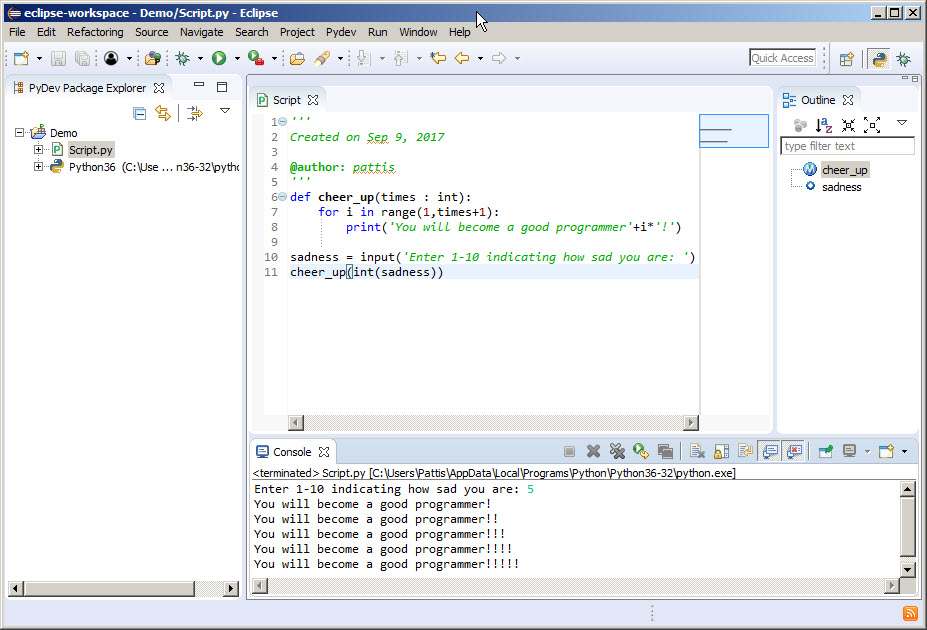 eclipse-workspace - Demo/Script.py - Eclipse
File Edit Refactoring Source Navigate Search Project Pydev Run Window Help
Quick Access
PyDev Package Explorer
Demo
Script.py
Python36 (C:\Use ... n36-32\pytho
Script
1 '''
2 Created on Sep 9, 2017
3
4 @author: pattis
5 '''
6 def cheer_up(times : int):
7 for i in range(1,times+1):
8 print('You will become a good programmer'+i*'!')
9
10 sadness = input('Enter 1-10 indicating how sad you are: ')
11 cheer_up(int(sadness))
Outline
type filter text
cheer_up
sadness
Console
<terminated> Script.py [C:\Users\Pattis\AppData\Local\Programs\Python\Python36-32\python.exe]
Enter 1-10 indicating how sad you are: 5
You will become a good programmer!
You will become a good programmer!!
You will become a good programmer!!!
You will become a good programmer!!!!
You will become a good programmer!!!!!